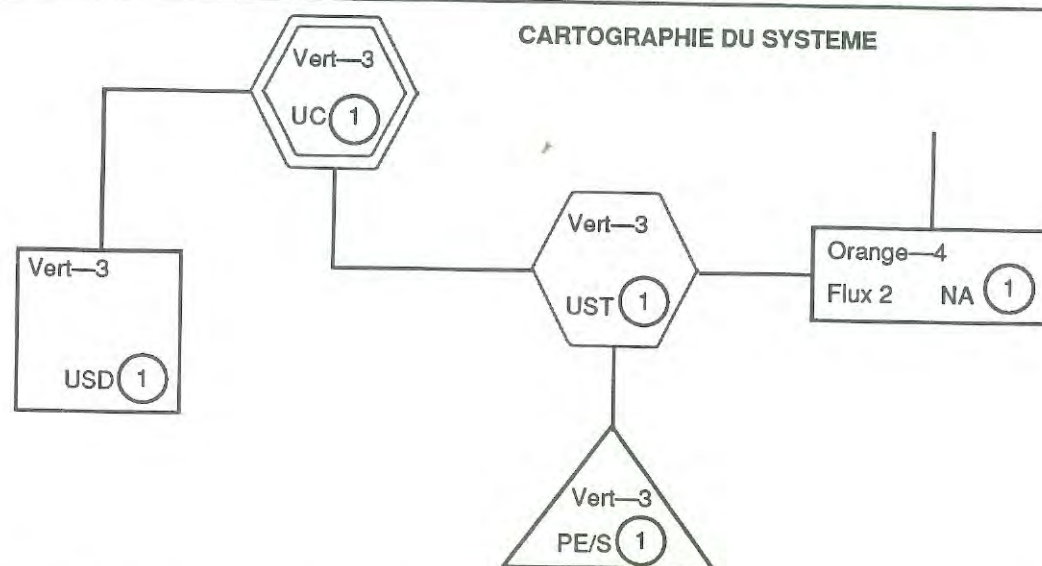 CARTOGRAPHIE DU SYSTEME
Vert—3
UC 1
Vert—3
USD 1
Vert—3
UST 1
Orange—4
Flux 2 NA 1
Vert—3
PE/S 1